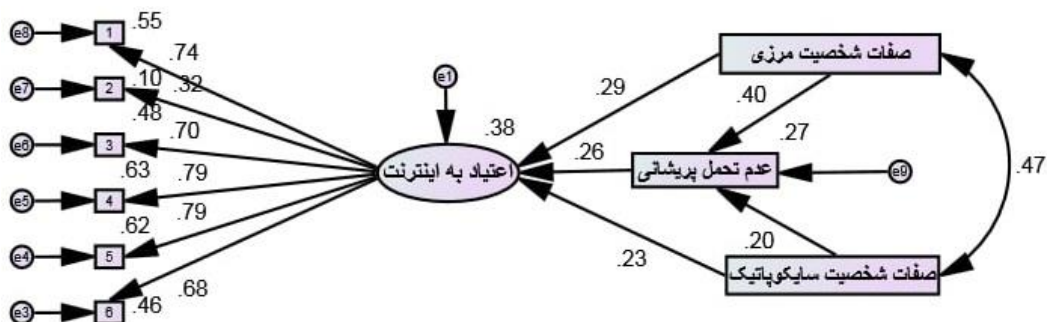 e8
1
.55
.74
e7
2
.10
.32
.48
e6
3
.70
.63
e5
4
.79
.62
e4
5
.79
e3
6
.46
.68
e1
.38
اعتیاد به اینترنت
.29
.26
.23
صفات شخصیت مرزی
.40
.27
عدم تحمل پریشانی
e9
.20
صفات شخصیت سایکوپاتیک
.47